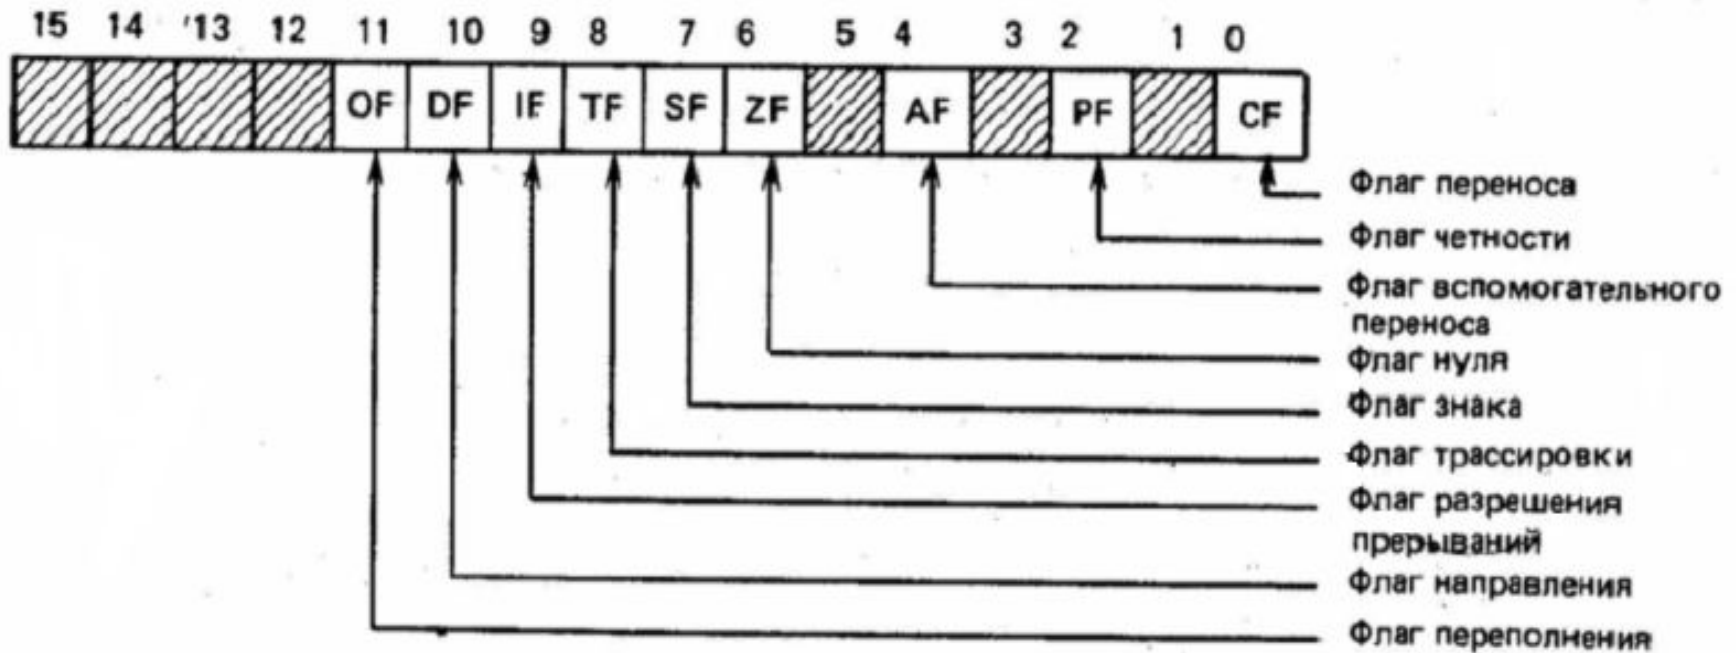 15 14 13 12 11 10 9 8 7 6 5 4 3 2 1 0
OF DF IF TF SF ZF AF PF CF
Флаг переноса
Флаг четности
Флаг вспомогательного
переноса
Флаг нуля
Флаг знака
Флаг трассировки
Флаг разрешения
прерываний
Флаг направления
Флаг переполнения